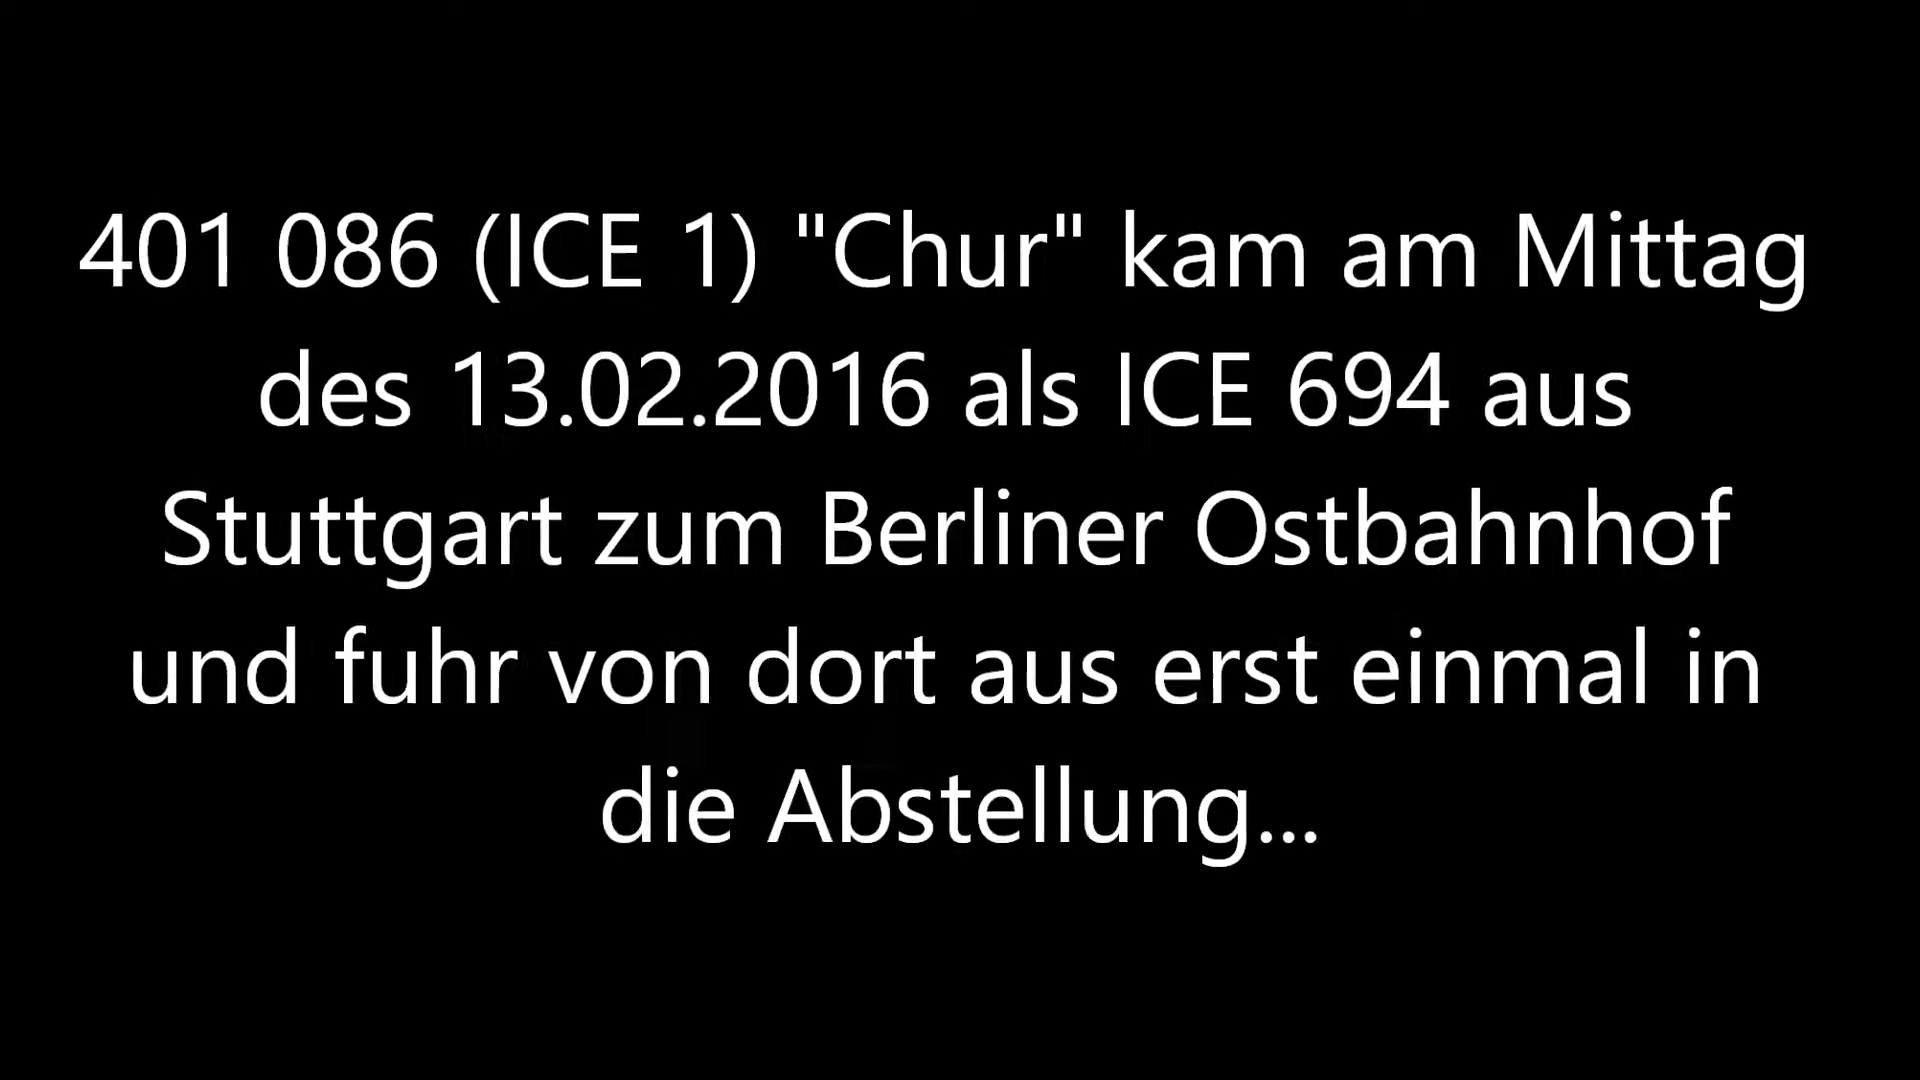 401 086 (ICE 1) "Chur" kam am Mittag
des 13.02.2016 als ICE 694 aus
Stuttgart zum Berliner Ostbahnhof
und fuhr von dort aus erst einmal in
die Abstellung...